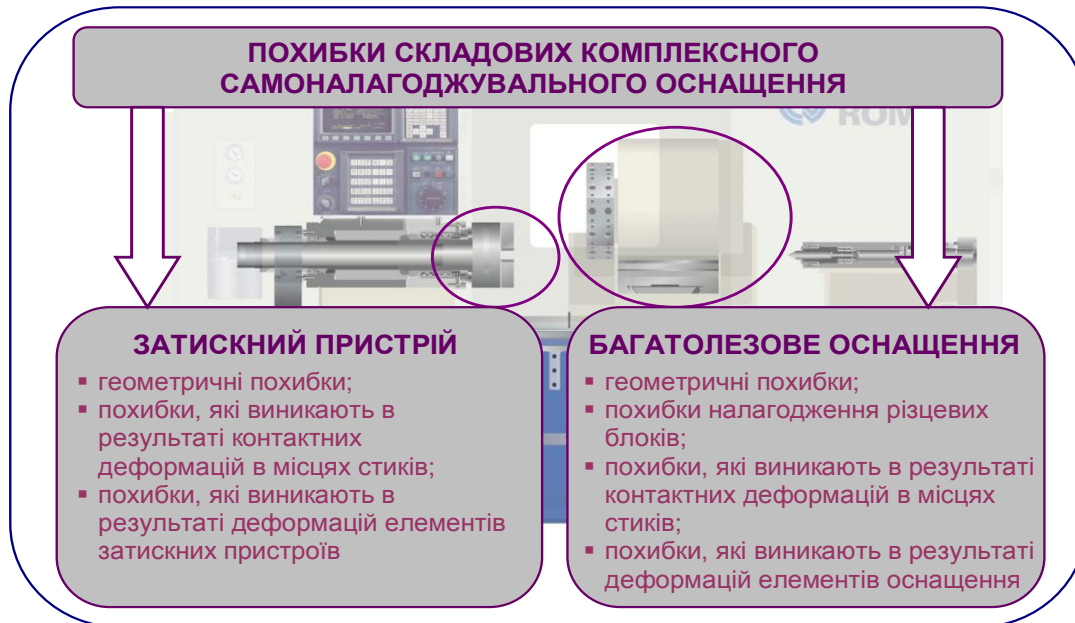 ПОХИБКИ СКЛАДОВИХ КОМПЛЕКСНОГО
САМОНАЛАГОДЖУВАЛЬНОГО ОСНАЩЕННЯ
ROM
ЗАТИСКНИЙ ПРИСТРІЙ
▪ геометричні похибки;
▪ похибки, які виникають в
результаті контактних
деформацій в місцях стиків;
▪ похибки, які виникають в
результаті деформацій елементів
затискних пристроїв
БАГАТОЛЕЗОВЕ ОСНАЩЕННЯ
▪ геометричні похибки;
▪ похибки налагодження різцевих
блоків;
▪ похибки, які виникають в результаті
контактних деформацій в місцях
стиків;
▪ похибки, які виникають в результаті
деформацій елементів оснащення